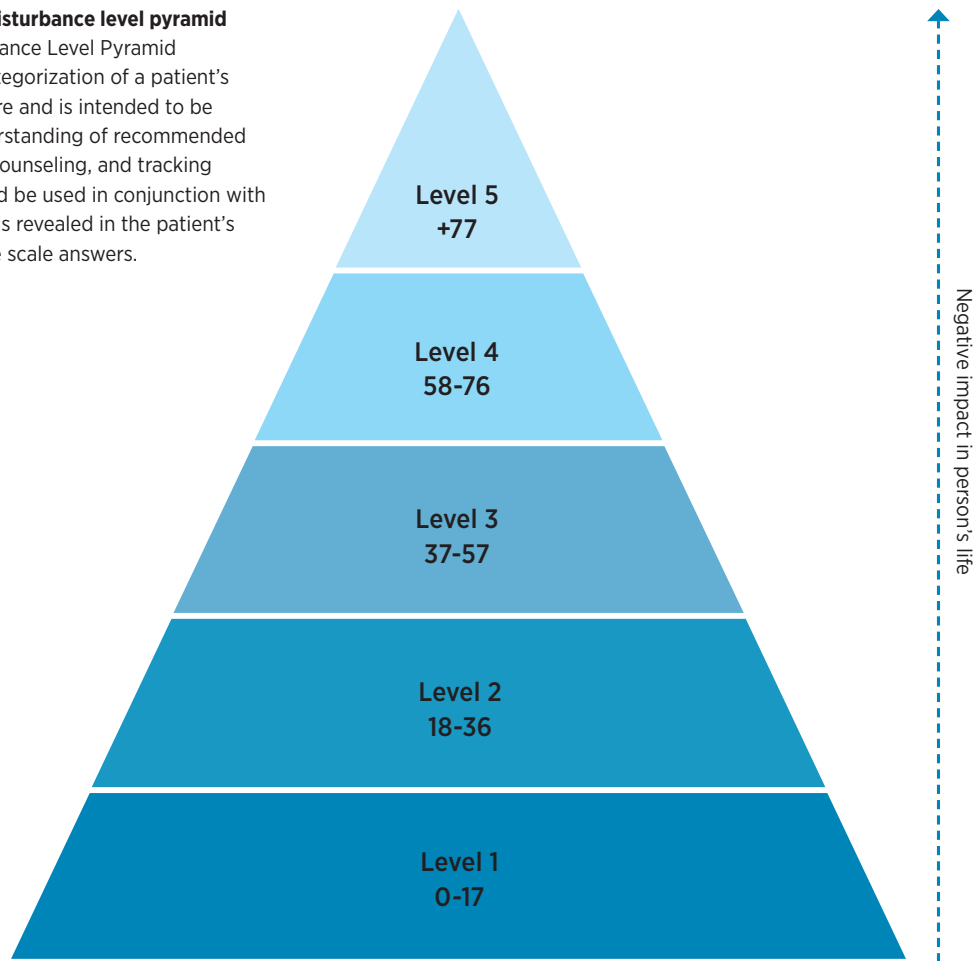 isturbance level pyramid
ance Level Pyramid
tegorization of a patient's
re and is intended to be
rstanding of recommended
ounseling, and tracking
d be used in conjunction with
s revealed in the patient's
e scale answers.
Level 5
+77
Level 4
58-76
Level 3
37-57
Level 2
18-36
Level 1
0-17
Negative impact in person's life